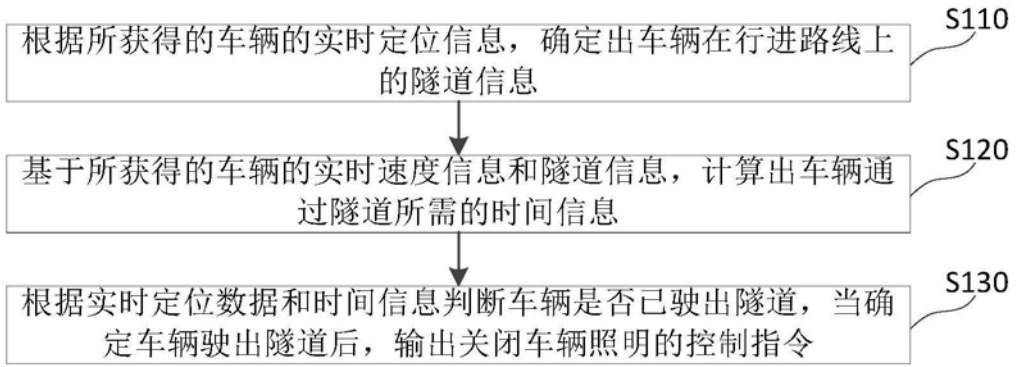 S110
根据所获得的车辆的实时定位信息，确定出车辆在行进路线上
的隧道信息
S120
基于所获得的车辆的实时速度信息和隧道信息，计算出车辆通
过隧道所需的时间信息
S130
根据实时定位数据和时间信息判断车辆是否已驶出隧道，当确
定车辆驶出隧道后，输出关闭车辆照明的控制指令